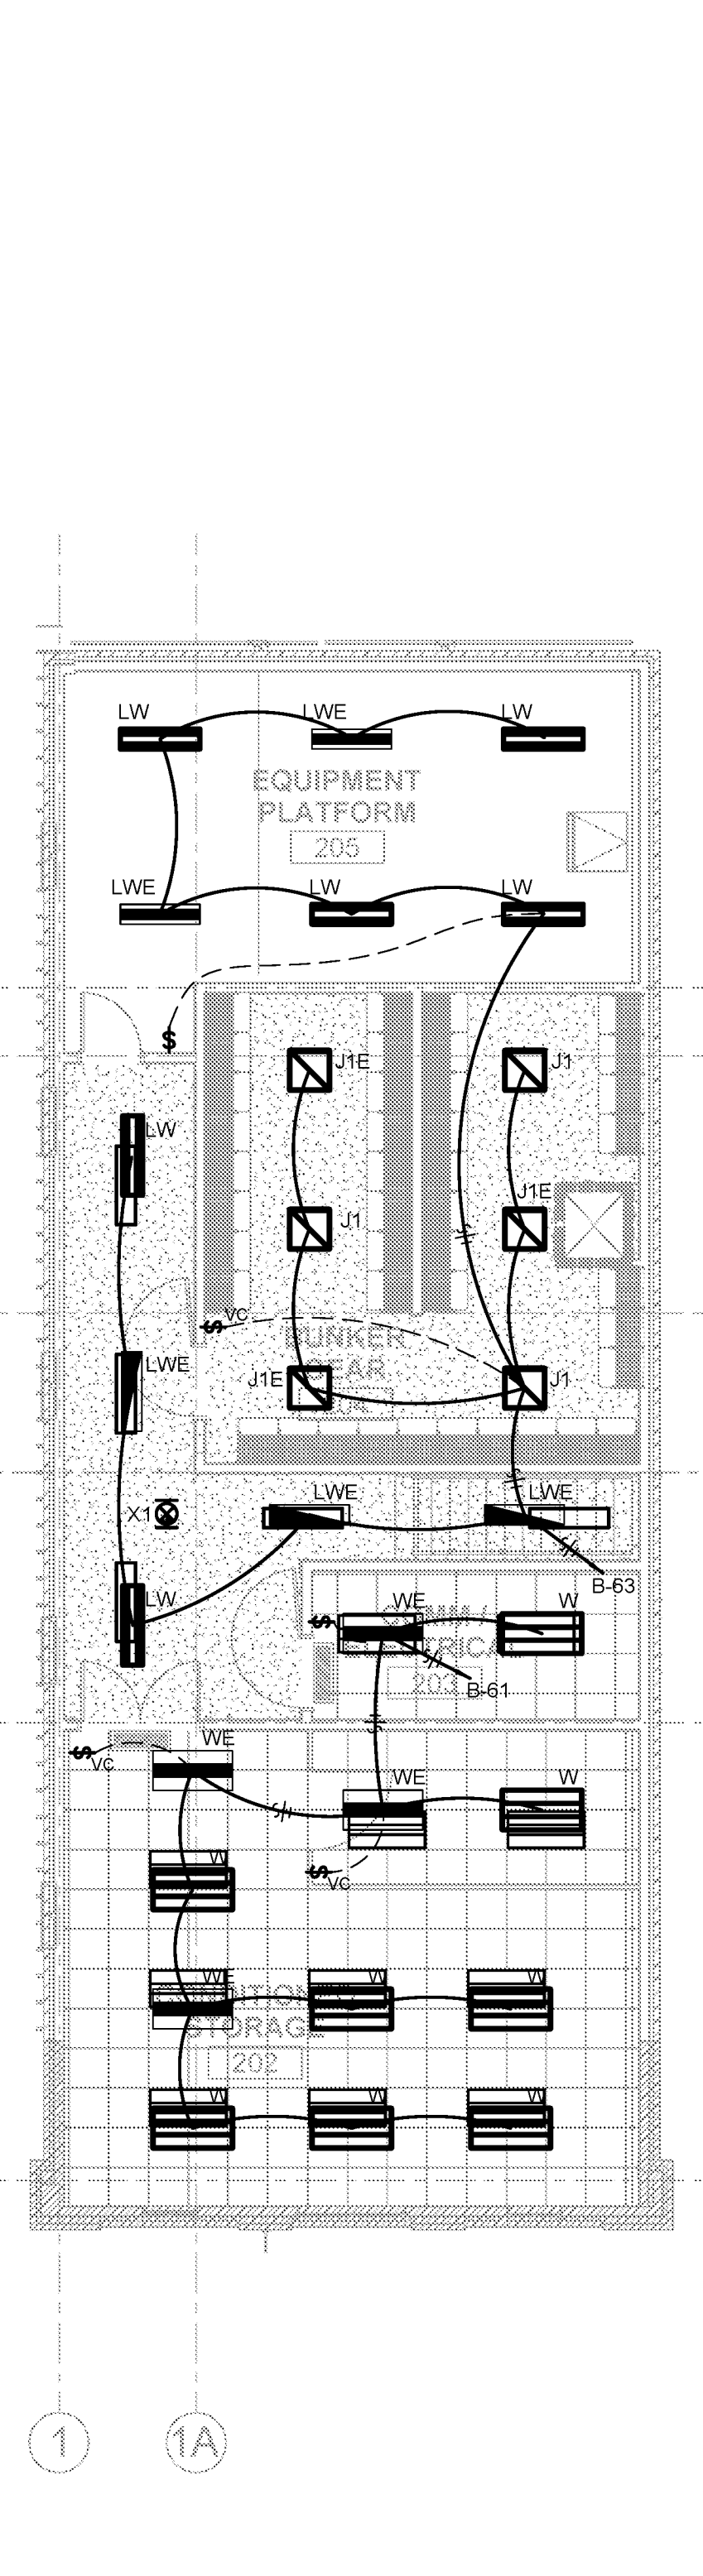 LW
LWE
LW
EQUIPMENT
PLATFORM
205
LWE
LW
LW
$
J1E
J1
LW
J1E
J1
$
VC
LWE
J1E
J1
X1
LWE
LWE
B-63
LW
$
WE
W
B-61
$
VC
WE
WE
W
$
VC
W
WE
W
W
STORAGE
202
W
W
W
1
1A